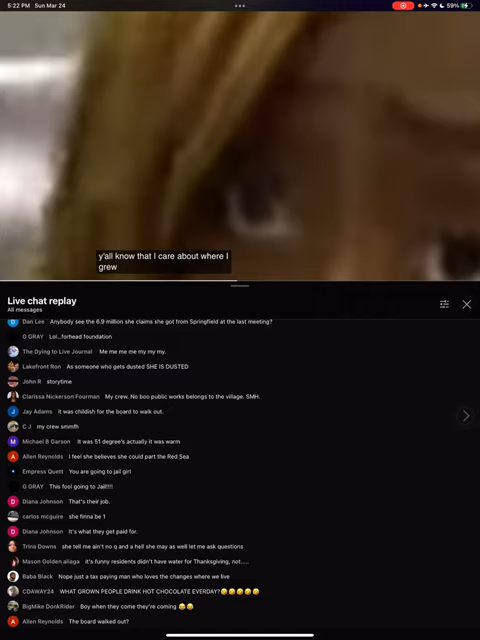 5:22 PM Sun Mar 24
59%
y'all know that I care about where I
grew
Live chat replay
All messages
D Dan Lee Anybody see the 6.9 million she claims she got from Springfield at the last meeting?
G GRAY Lol...forhead foundation
The Dying to Live Journal Me me me me my my my.
Lakefront Ron As someone who gets dusted SHE IS DUSTED
John R storytime
Clarissa Nickerson Fourman My crew. No boo public works belongs to the village. SMH.
J Jay Adams it was childish for the board to walk out.
C J my crew smmfh
M Michael B Garson It was 51 degree's actually it was warm
A Allen Reynolds I feel she believes she could part the Red Sea
Empress Quett You are going to jail girl
G GRAY This fool going to Jail!!!!
D Diana Johnson That's their job.
carlos mcguire she finna be 1
D Diana Johnson It's what they get paid for.
Trina Downs she tell me ain't no q and a hell she may as well let me ask questions
Mason Golden aliaga it's funny residents didn't have water for Thanksgiving, not.....
Baba Black Nope just a tax paying man who loves the changes where we live
CDAWAY24 WHAT GROWN PEOPLE DRINK HOT CHOCOLATE EVERDAY?🤣🤣🤣🤣🤣
BigMike DonkRider Boy when they come they're coming 😂😂
A Allen Reynolds The board walked out?